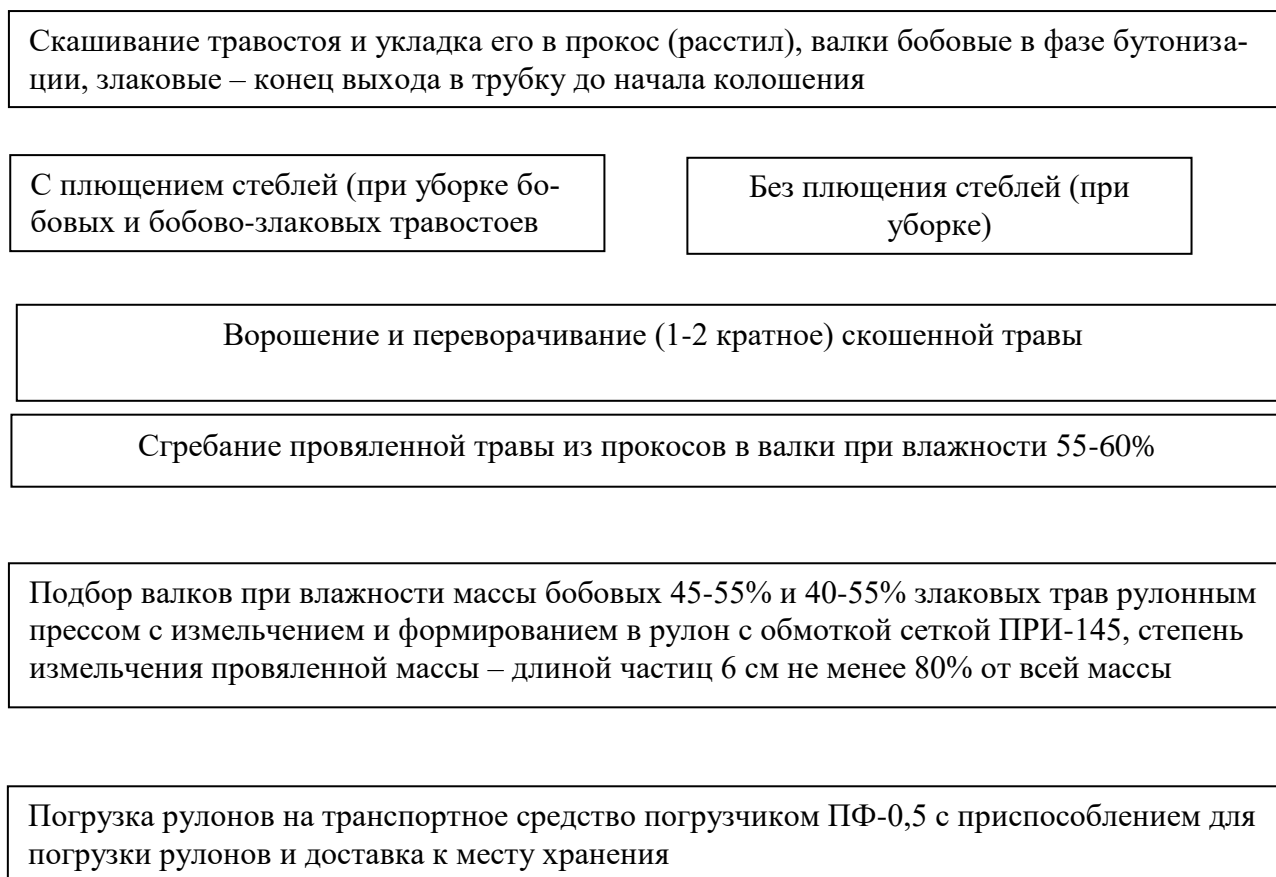 Скашивание травостоя и укладка его в прокос (расстил), валки бобовые в фазе бутониза-
ции, злаковые – конец выхода в трубку до начала колошения
С плющением стеблей (при уборке бо-
бовых и бобово-злаковых травостоев
Без плющения стеблей (при
уборке)
Ворошение и переворачивание (1-2 кратное) скошенной травы
Сгребание провяленной травы из прокосов в валки при влажности 55-60%
Подбор валков при влажности массы бобовых 45-55% и 40-55% злаковых трав рулонным
прессом с измельчением и формированием в рулон с обмоткой сеткой ПРИ-145, степень
измельчения провяленной массы – длиной частиц 6 см не менее 80% от всей массы
Погрузка рулонов на транспортное средство погрузчиком ПФ-0,5 с приспособлением для
погрузки рулонов и доставка к месту хранения